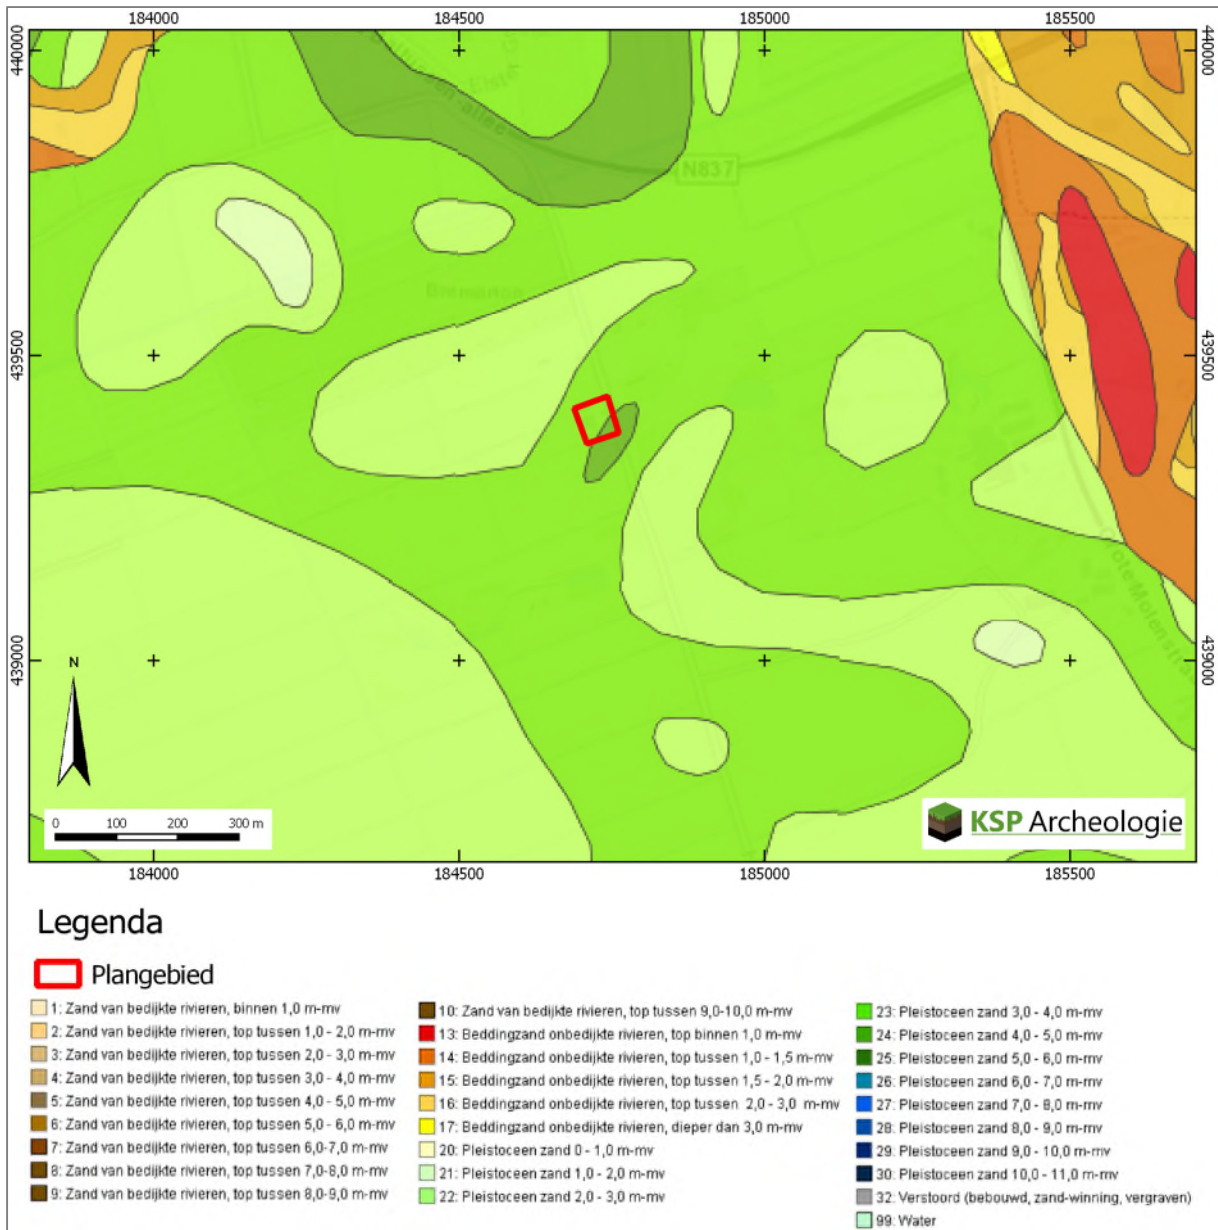 184000 184500 185000 185500
440000 440000
N837
439500 439500
439000 439000
N
0 100 200 300 m
KSP Archeologie
184000 184500 185000 185500
Legenda
Plangebied
1: Zand van bedijkte rivieren, binnen 1,0 m-mv
2: Zand van bedijkte rivieren, top tussen 1,0 - 2,0 m-mv
3: Zand van bedijkte rivieren, top tussen 2,0 - 3,0 m-mv
4: Zand van bedijkte rivieren, top tussen 3,0 - 4,0 m-mv
5: Zand van bedijkte rivieren, top tussen 4,0 - 5,0 m-mv
6: Zand van bedijkte rivieren, top tussen 5,0 - 6,0 m-mv
7: Zand van bedijkte rivieren, top tussen 6,0-7,0 m-mv
8: Zand van bedijkte rivieren, top tussen 7,0-8,0 m-mv
9: Zand van bedijkte rivieren, top tussen 8,0-9,0 m-mv
10: Zand van bedijkte rivieren, top tussen 9,0-10,0 m-mv
13: Beddingzand onbedijkte rivieren, top binnen 1,0 m-mv
14: Beddingzand onbedijkte rivieren, top tussen 1,0 - 1,5 m-mv
15: Beddingzand onbedijkte rivieren, top tussen 1,5 - 2,0 m-mv
16: Beddingzand onbedijkte rivieren, top tussen 2,0 - 3,0 m-mv
17: Beddingzand onbedijkte rivieren, dieper dan 3,0 m-mv
20: Pleistoceen zand 0 - 1,0 m-mv
21: Pleistoceen zand 1,0 - 2,0 m-mv
22: Pleistoceen zand 2,0 - 3,0 m-mv
23: Pleistoceen zand 3,0 - 4,0 m-mv
24: Pleistoceen zand 4,0 - 5,0 m-mv
25: Pleistoceen zand 5,0 - 6,0 m-mv
26: Pleistoceen zand 6,0 - 7,0 m-mv
27: Pleistoceen zand 7,0 - 8,0 m-mv
28: Pleistoceen zand 8,0 - 9,0 m-mv
29: Pleistoceen zand 9,0 - 10,0 m-mv
30: Pleistoceen zand 10,0 - 11,0 m-mv
32: Verstoord (bebouwd, zand-winning, vergraven)
99: Water